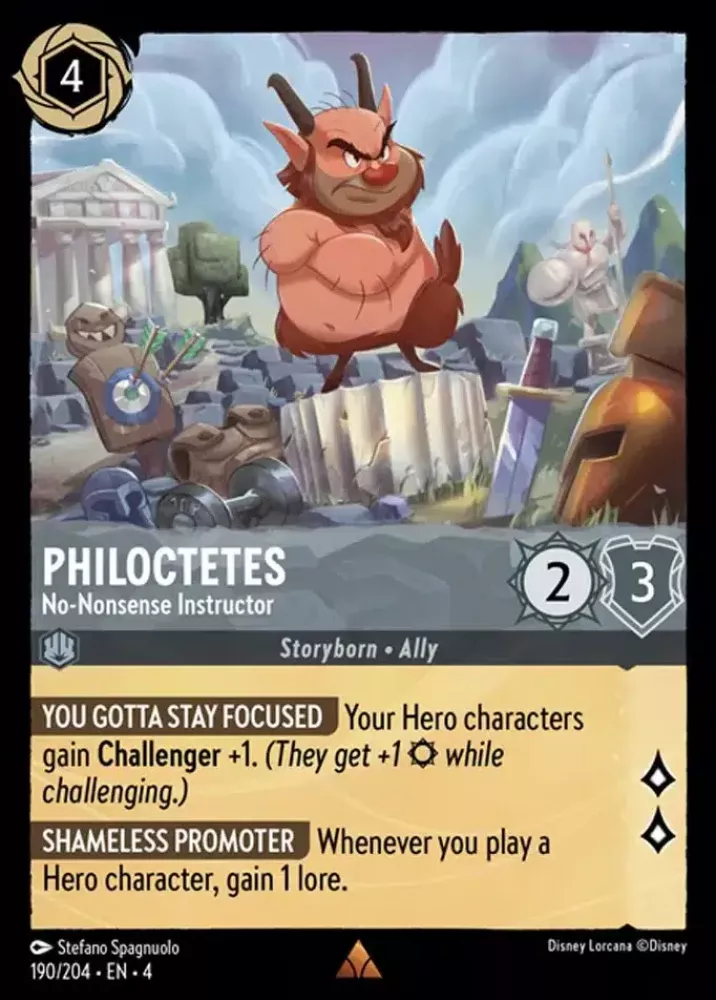 4
PHILOCTETES
No-Nonsense Instructor
2
3
Storyborn • Ally
YOU GOTTA STAY FOCUSED Your Hero characters
gain Challenger +1. (They get +1 while
challenging.)
SHAMELESS PROMOTER Whenever you play a
Hero character, gain 1 lore.
Stefano Spagnuolo
Disney Lorcana ©Disney
190/204 • EN • 4